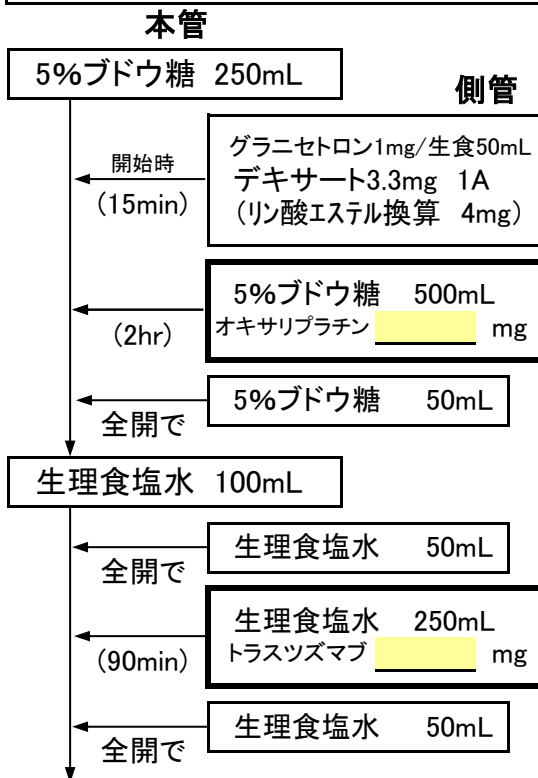 本管
5%ブドウ糖 250mL
側管
グラニセトロン1mg/生食50mL
デキサート3.3mg 1A
(リン酸エステル換算 4mg)
開始時
(15min)
5%ブドウ糖 500mL
オキサリプラチン mg
(2hr)
5%ブドウ糖 50mL
全開で
生理食塩水 100mL
生理食塩水 50mL
全開で
生理食塩水 250mL
トラスツズマブ mg
(90min)
生理食塩水 50mL
全開で